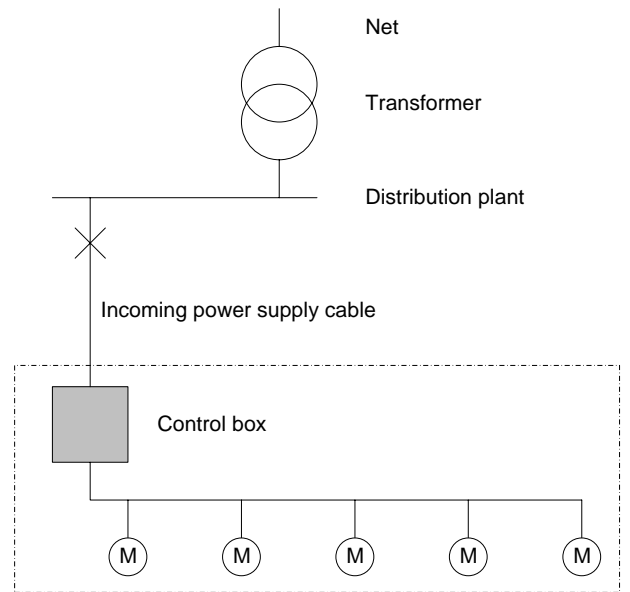 Net
Transformer
Distribution plant
Incoming power supply cable
Control box
M M M M M